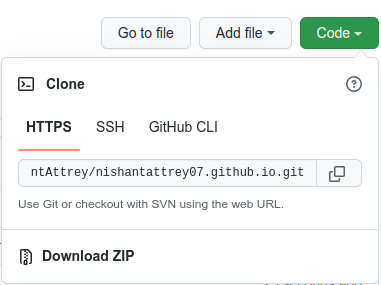 Go to file Add file Code
Clone
HTTPS SSH GitHub CLI
ntAttrey/nishantattrey07.github.io.git
Use Git or checkout with SVN using the web URL.
Download ZIP